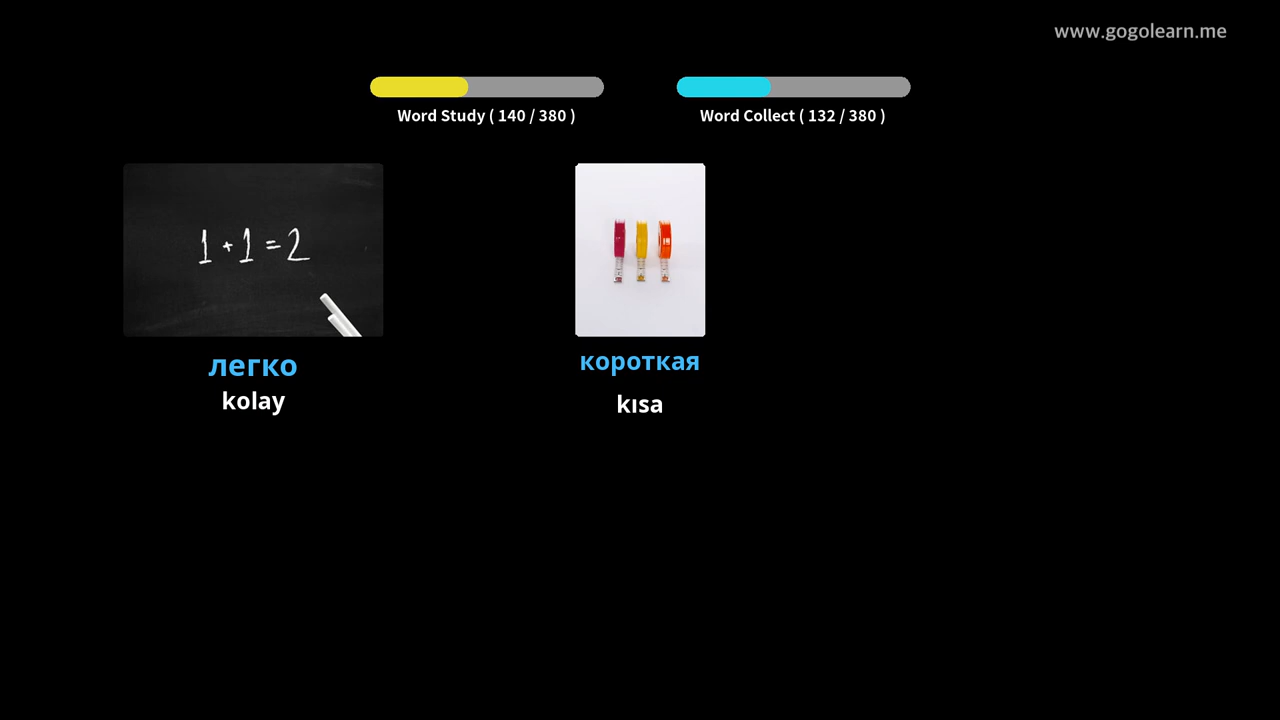 www.gogolearn.me
Word Study ( 140 / 380 )
Word Collect ( 132 / 380 )
1 + 1 = 2
легко
kolay
короткая
kısa